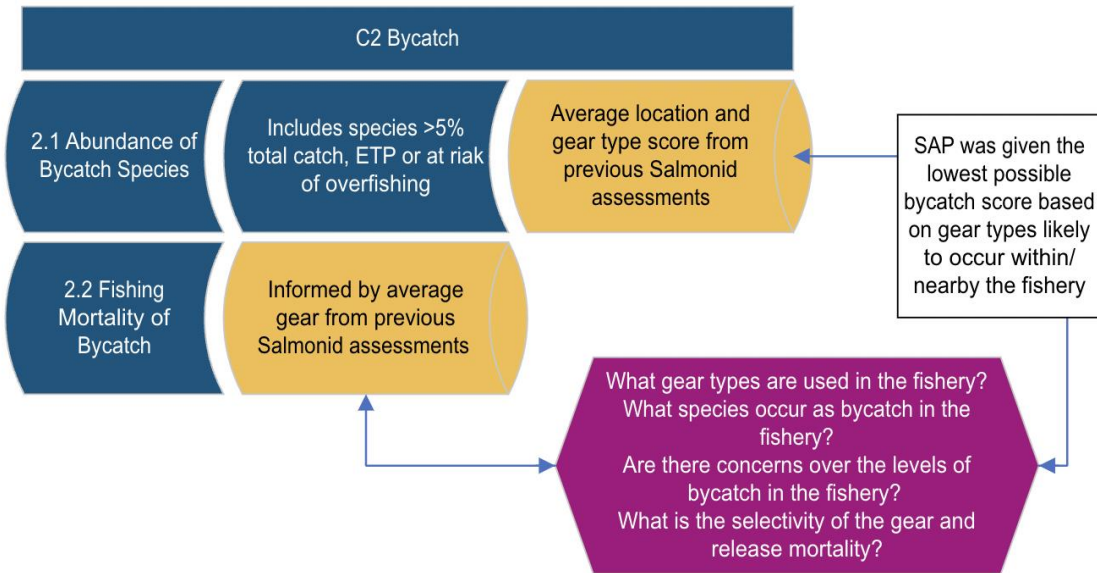 C2 Bycatch
2.1 Abundance of
Bycatch Species
Includes species >5%
total catch, ETP or at riak
of overfishing
Average location and
gear type score from
previous Salmonid
assessments
SAP was given the
lowest possible
bycatch score based
on gear types likely
to occur within/
nearby the fishery
2.2 Fishing
Mortality of
Bycatch
Informed by average
gear from previous
Salmonid assessments
What gear types are used in the fishery?
What species occur as bycatch in the
fishery?
Are there concerns over the levels of
bycatch in the fishery?
What is the selectivity of the gear and
release mortality?